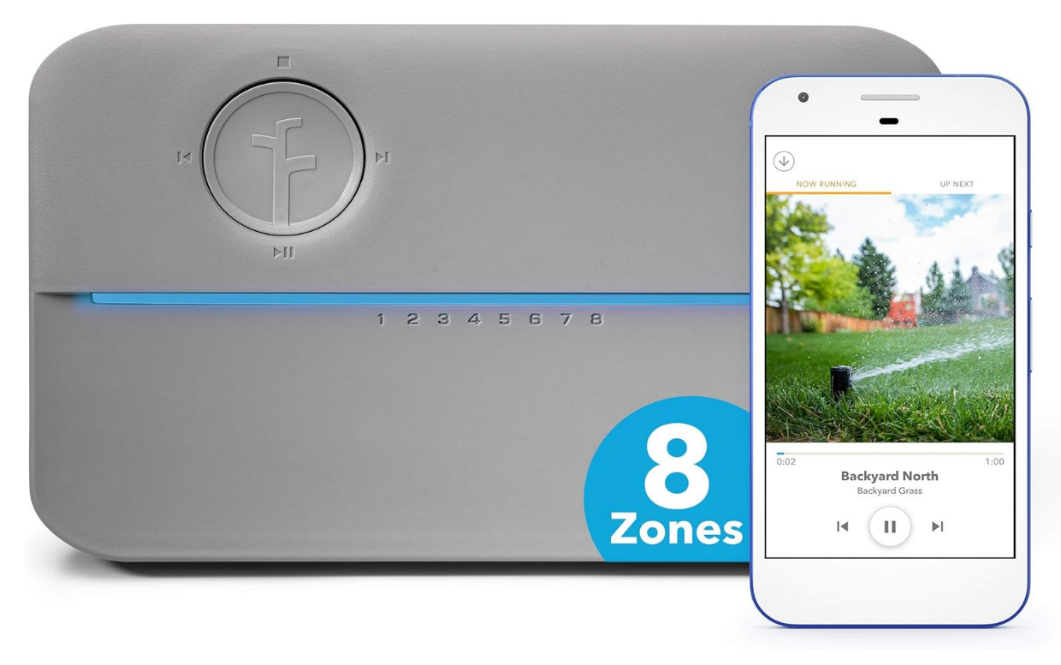 1 2 3 4 5 6 7 8
8
Zones
NOW RUNNING UP NEXT
0:02 1:00
Backyard North
Backyard Grass